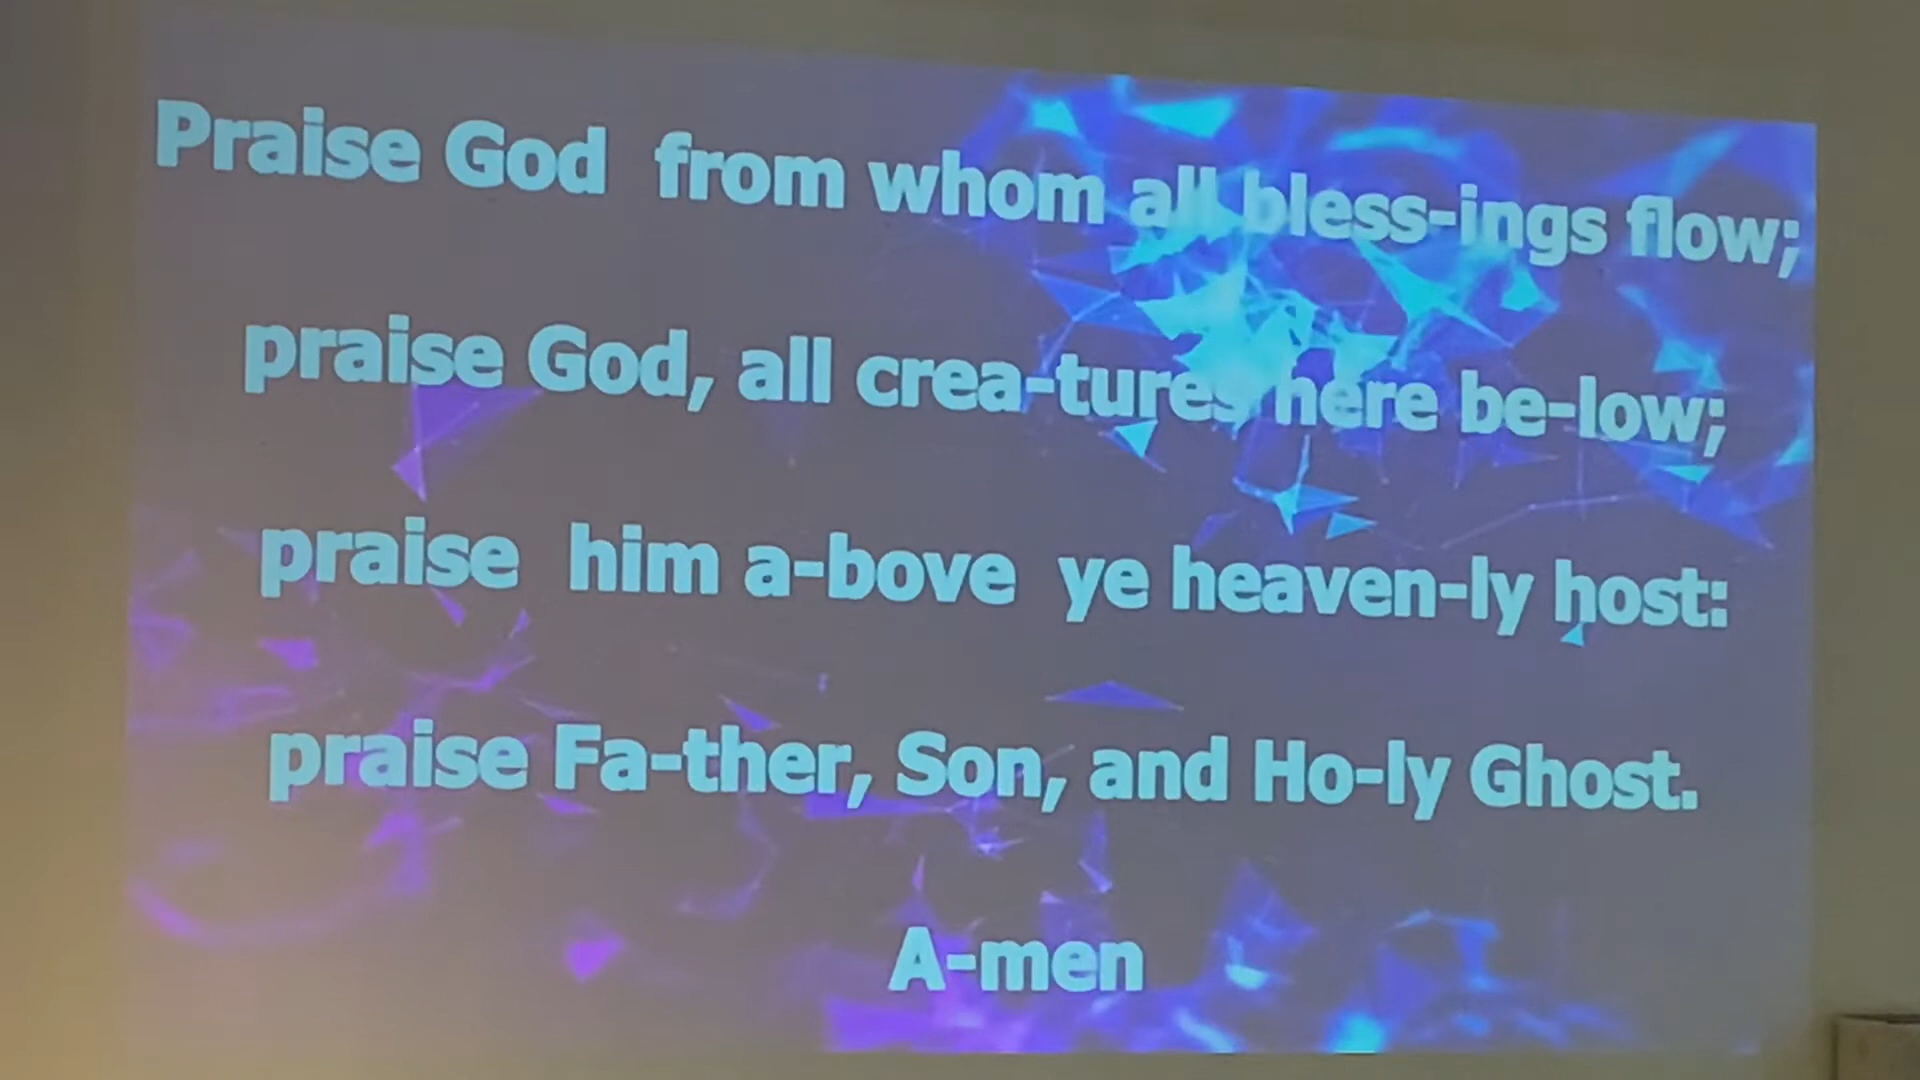 Praise God from whom all bless-ings flow;
praise God, all crea-tures here be-low;
praise him a-bove ye heaven-ly host:
praise Fa-ther, Son, and Ho-ly Ghost.
A-men